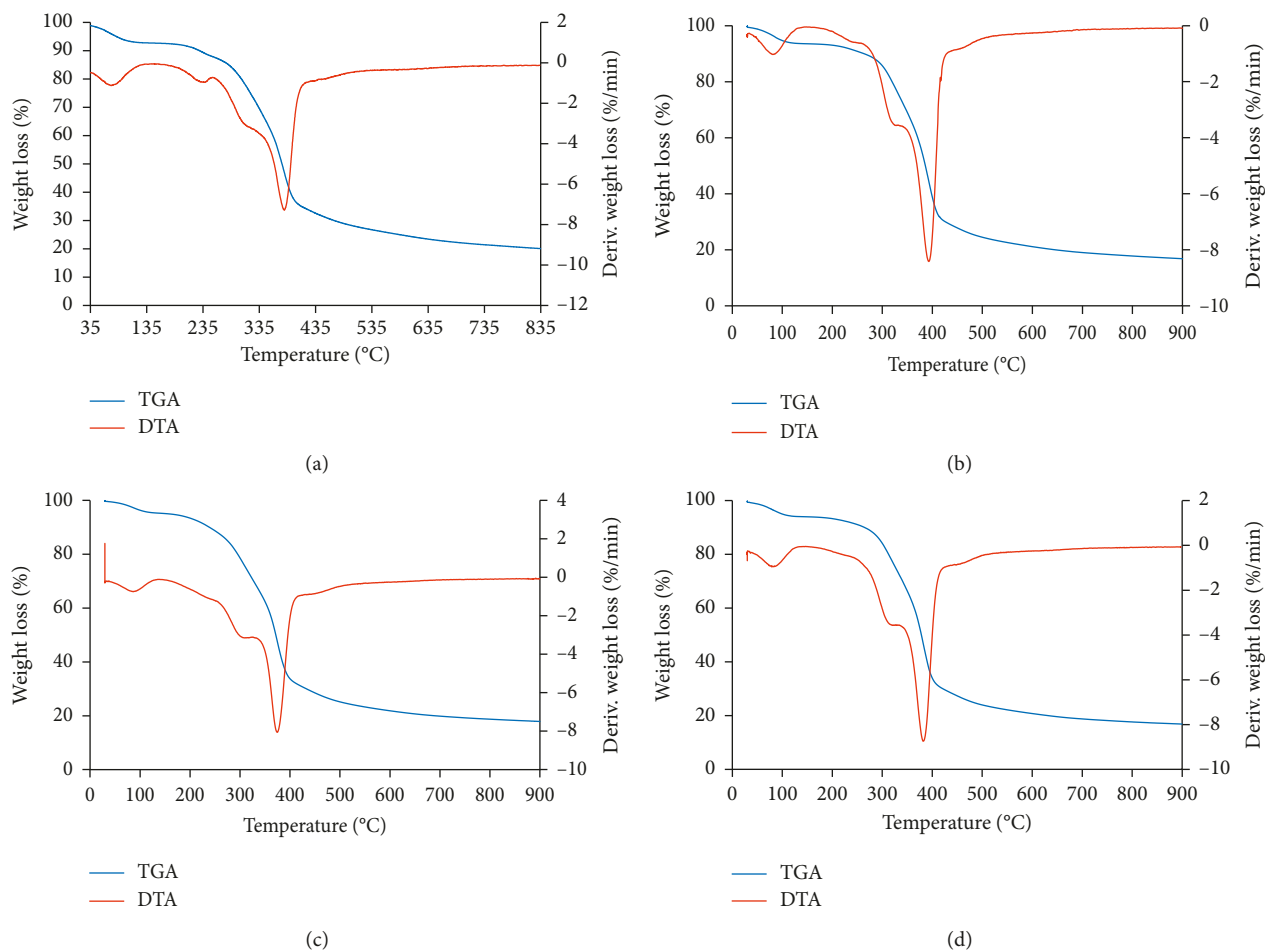 100
90
80
70
60
50
40
30
20
10
0
Weight loss (%)
2
0
−2
−4
−6
−8
−10
−12
Deriv. weight loss (%/min)
35 135 235 335 435 535 635 735 835
Temperature (°C)
TGA
DTA
(a)
100
80
60
40
20
0
Weight loss (%)
0
−2
−4
−6
−8
−10
Deriv. weight loss (%/min)
0 100 200 300 400 500 600 700 800 900
Temperature (°C)
TGA
DTA
(b)
100
80
60
40
20
0
Weight loss (%)
4
2
0
−2
−4
−6
−8
−10
Deriv. weight loss (%/min)
0 100 200 300 400 500 600 700 800 900
Temperature (°C)
TGA
DTA
(c)
100
80
60
40
20
0
Weight loss (%)
2
0
−2
−4
−6
−8
−10
Deriv. weight loss (%/min)
0 100 200 300 400 500 600 700 800 900
Temperature (°C)
TGA
DTA
(d)